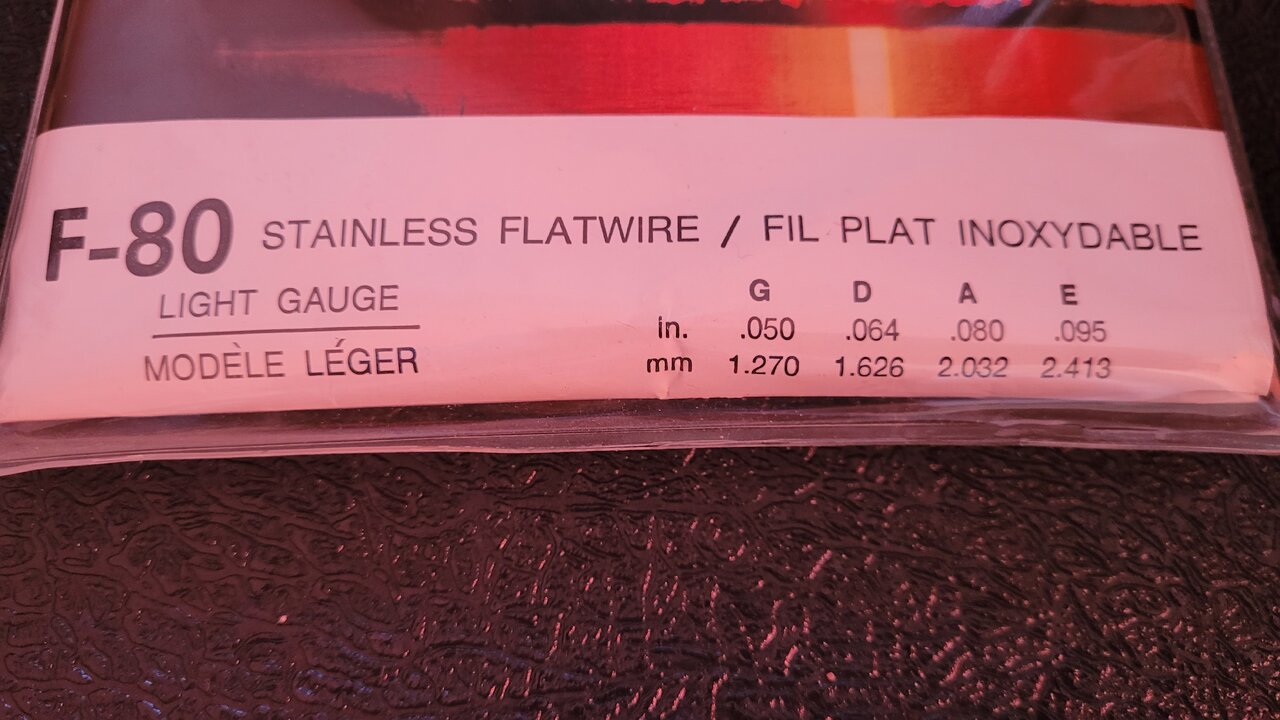 F-80 STAINLESS FLATWIRE / FIL PLAT INOXYDABLE
LIGHT GAUGE
MODÈLE LÉGER
G D A E
in. .050 .064 .080 .095
mm 1.270 1.626 2.032 2.413